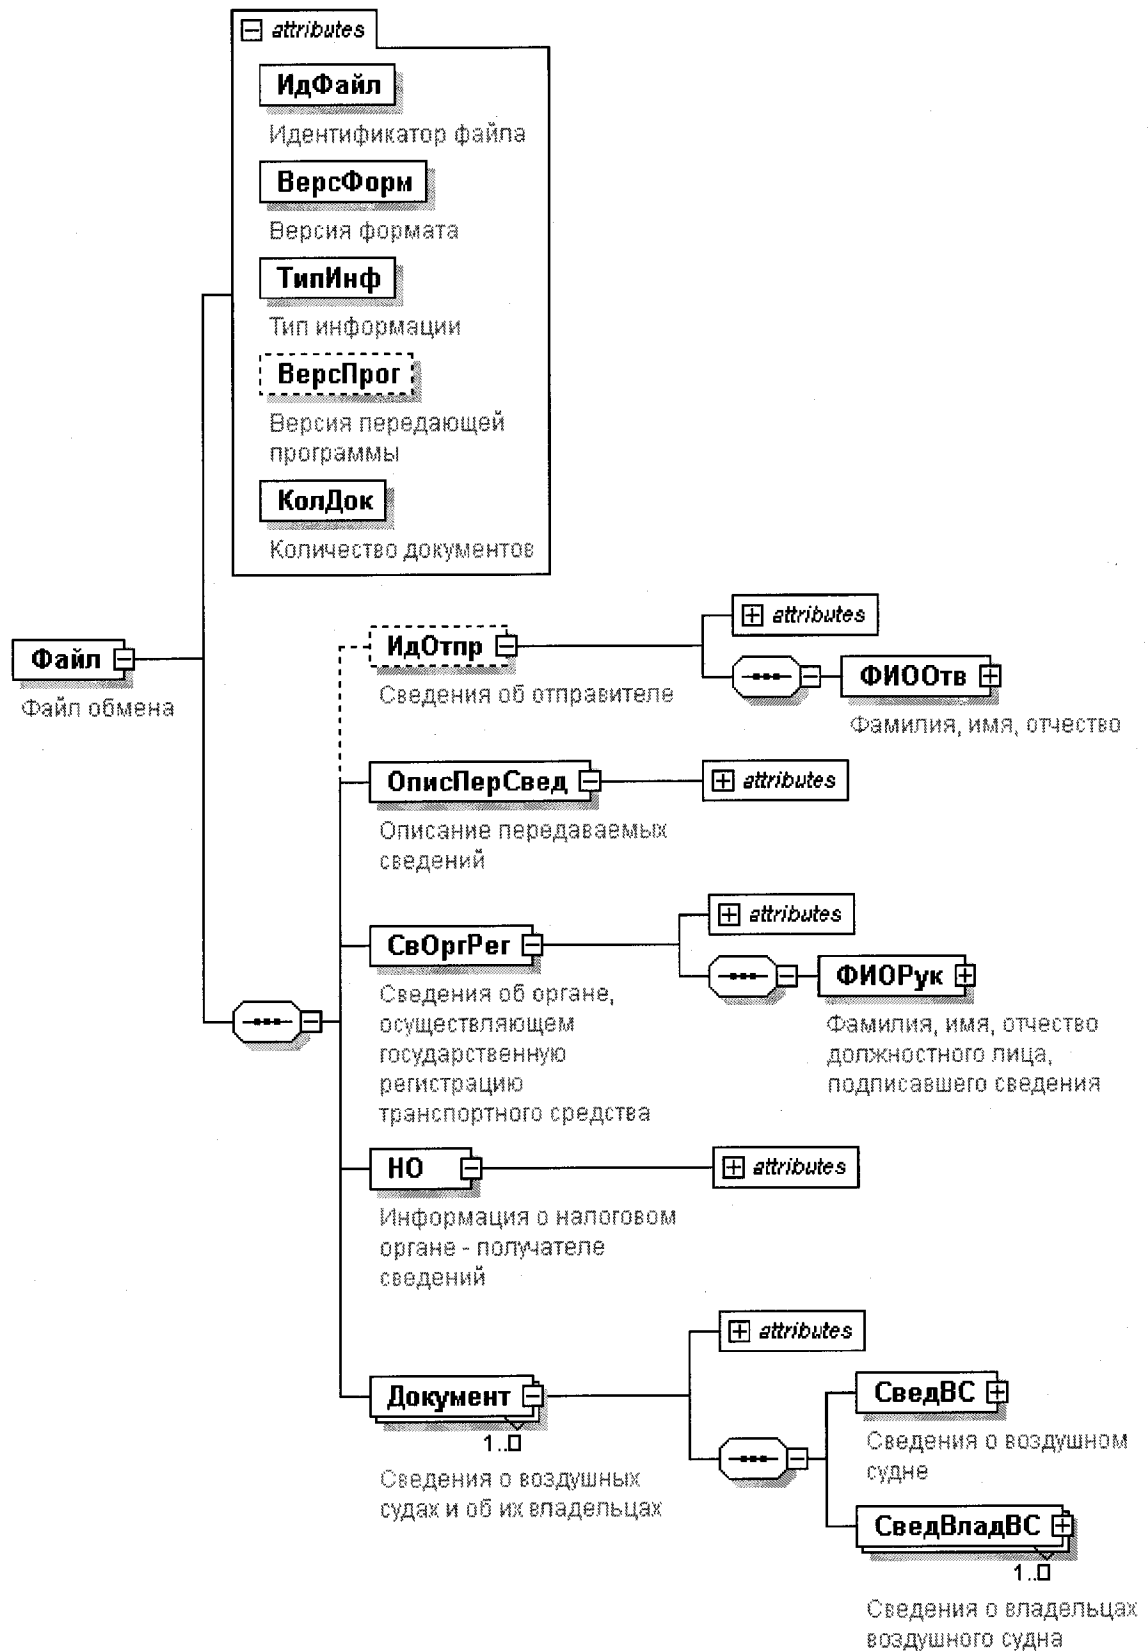 attributes
ИдФайл
Идентификатор файла
ВерсФорм
Версия формата
ТипИнф
Тип информации
ВерсПрог
Версия передающей
программы
КолДок
Количество документов
Файл
Файл обмена
ИдОтпр
Сведения об отправителе
attributes
ФИООтв
Фамилия, имя, отчество
ОписПерСвед
Описание передаваемых
сведений
attributes
СвОргРег
Сведения об органе,
осуществляющем
государственную
регистрацию
транспортного средства
attributes
ФИОРук
Фамилия, имя, отчество
должностного лица,
подписавшего сведения
НО
Информация о налоговом
органе - получателе
сведений
attributes
Документ
1..□
Сведения о воздушных
судах и об их владельцах
attributes
СведВС
Сведения о воздушном
судне
СведВладВС
1..□
Сведения о владельцах
воздушного судна